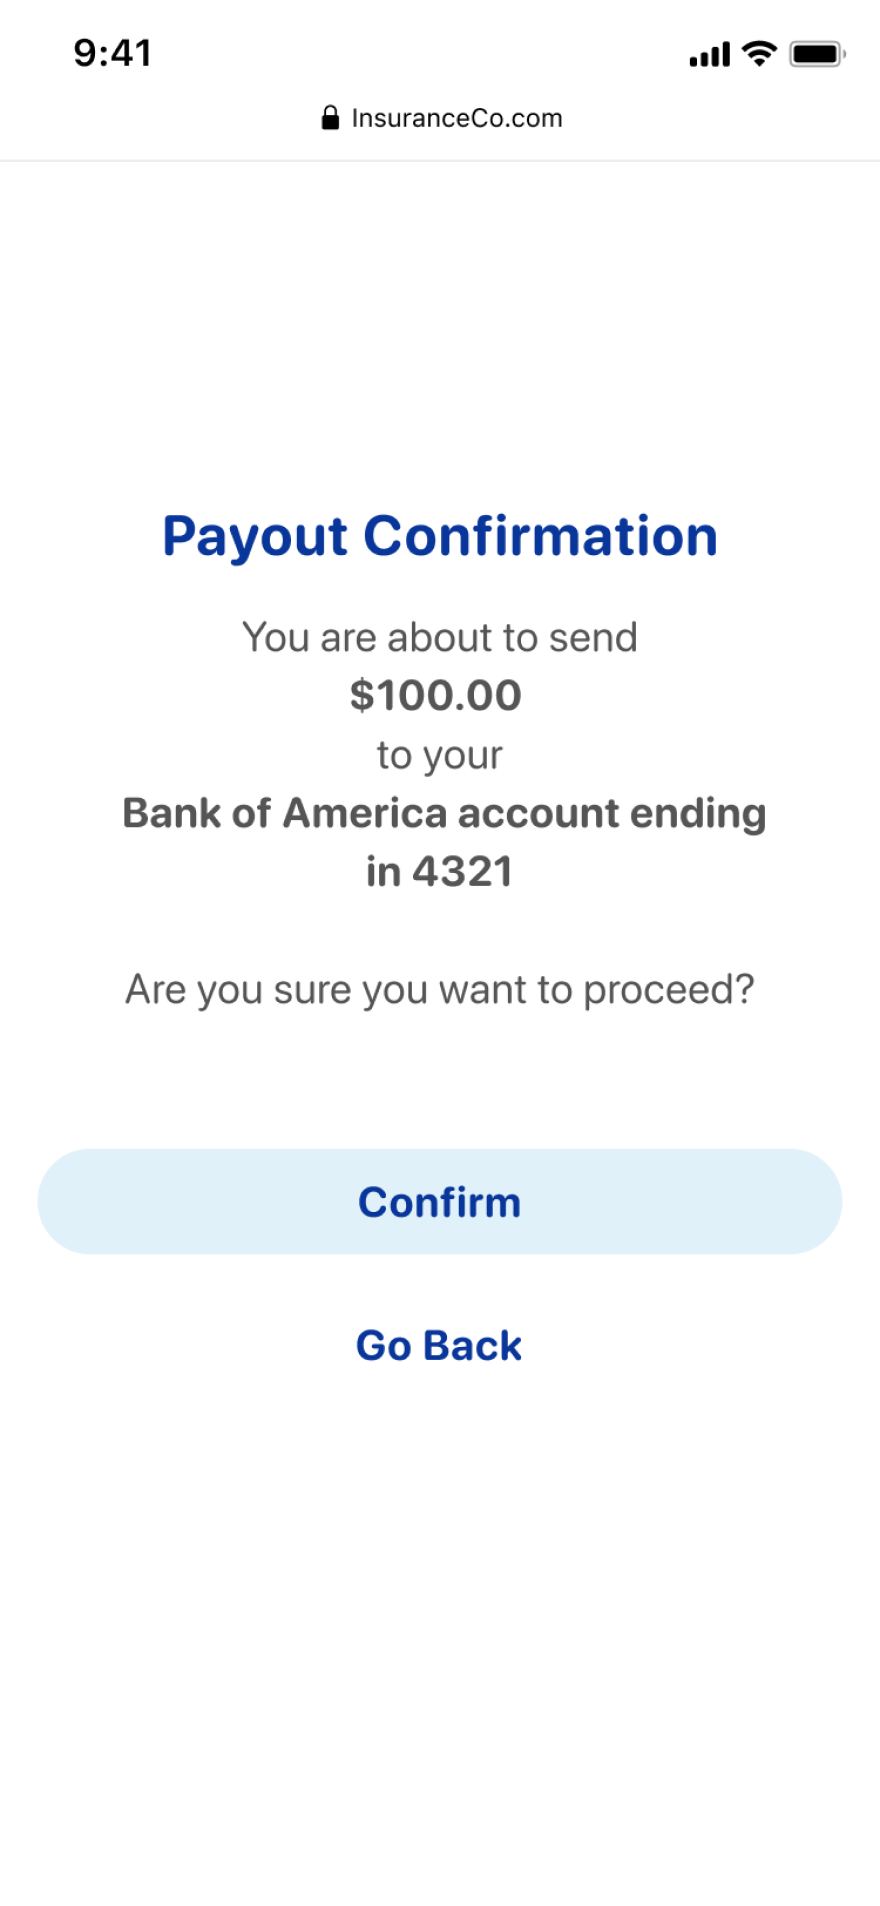 9:41
InsuranceCo.com
Payout Confirmation
You are about to send
$100.00
to your
Bank of America account ending
in 4321
Are you sure you want to proceed?
Confirm
Go Back